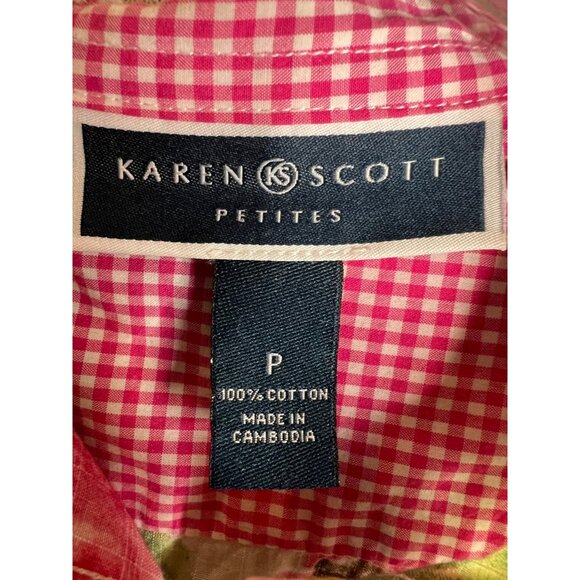 KAREN KS SCOTT
PETITES
P
100% COTTON
MADE IN
CAMBODIA